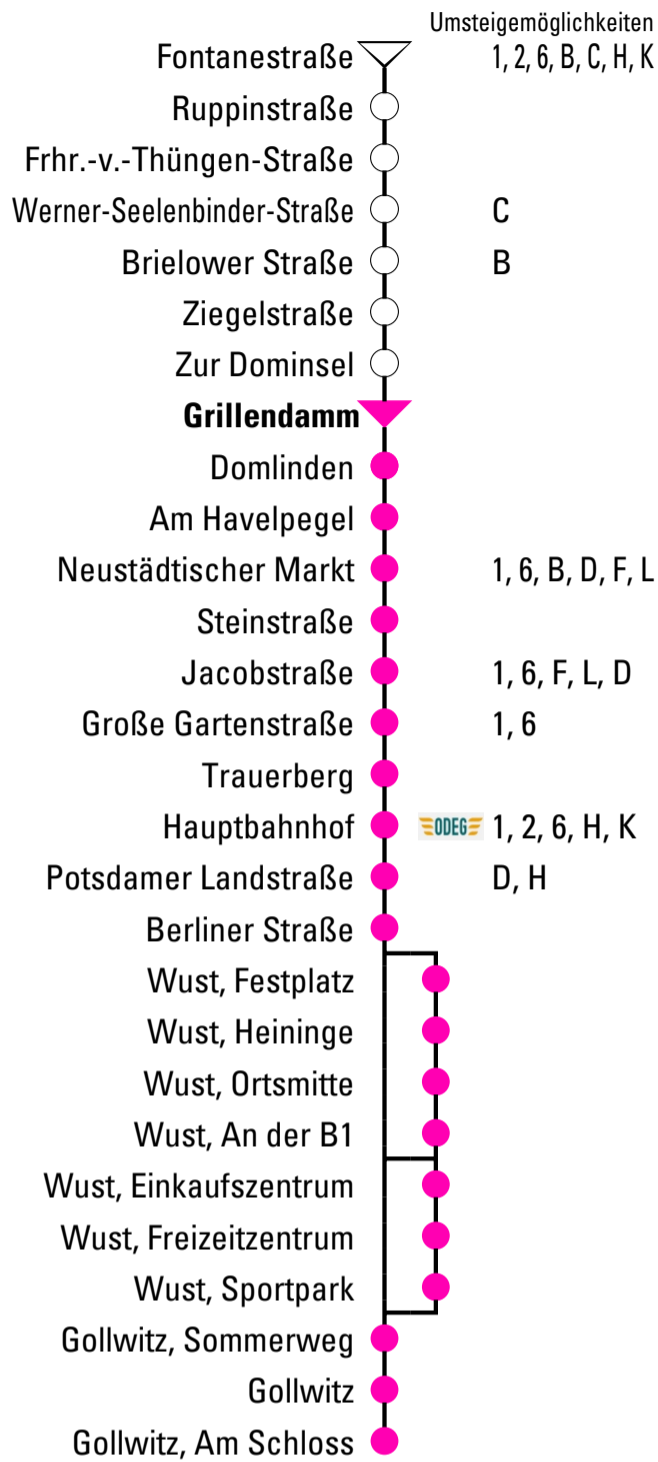 Umsteigemöglichkeiten
Fontanestraße 1, 2, 6, B, C, H, K
Ruppinstraße
Frhr.-v.-Thüngen-Straße
Werner-Seelenbinder-Straße C
Brielower Straße B
Ziegelstraße
Zur Dominsel
Grillendamm
Domlinden
Am Havelpegel
Neustädtischer Markt 1, 6, B, D, F, L
Steinstraße
Jacobstraße 1, 6, F, L, D
Große Gartenstraße 1, 6
Trauerberg
Hauptbahnhof ODEG 1, 2, 6, H, K
Potsdamer Landstraße D, H
Berliner Straße
Wust, Festplatz
Wust, Heininge
Wust, Ortsmitte
Wust, An der B1
Wust, Einkaufszentrum
Wust, Freizeitzentrum
Wust, Sportpark
Gollwitz, Sommerweg
Gollwitz
Gollwitz, Am Schloss